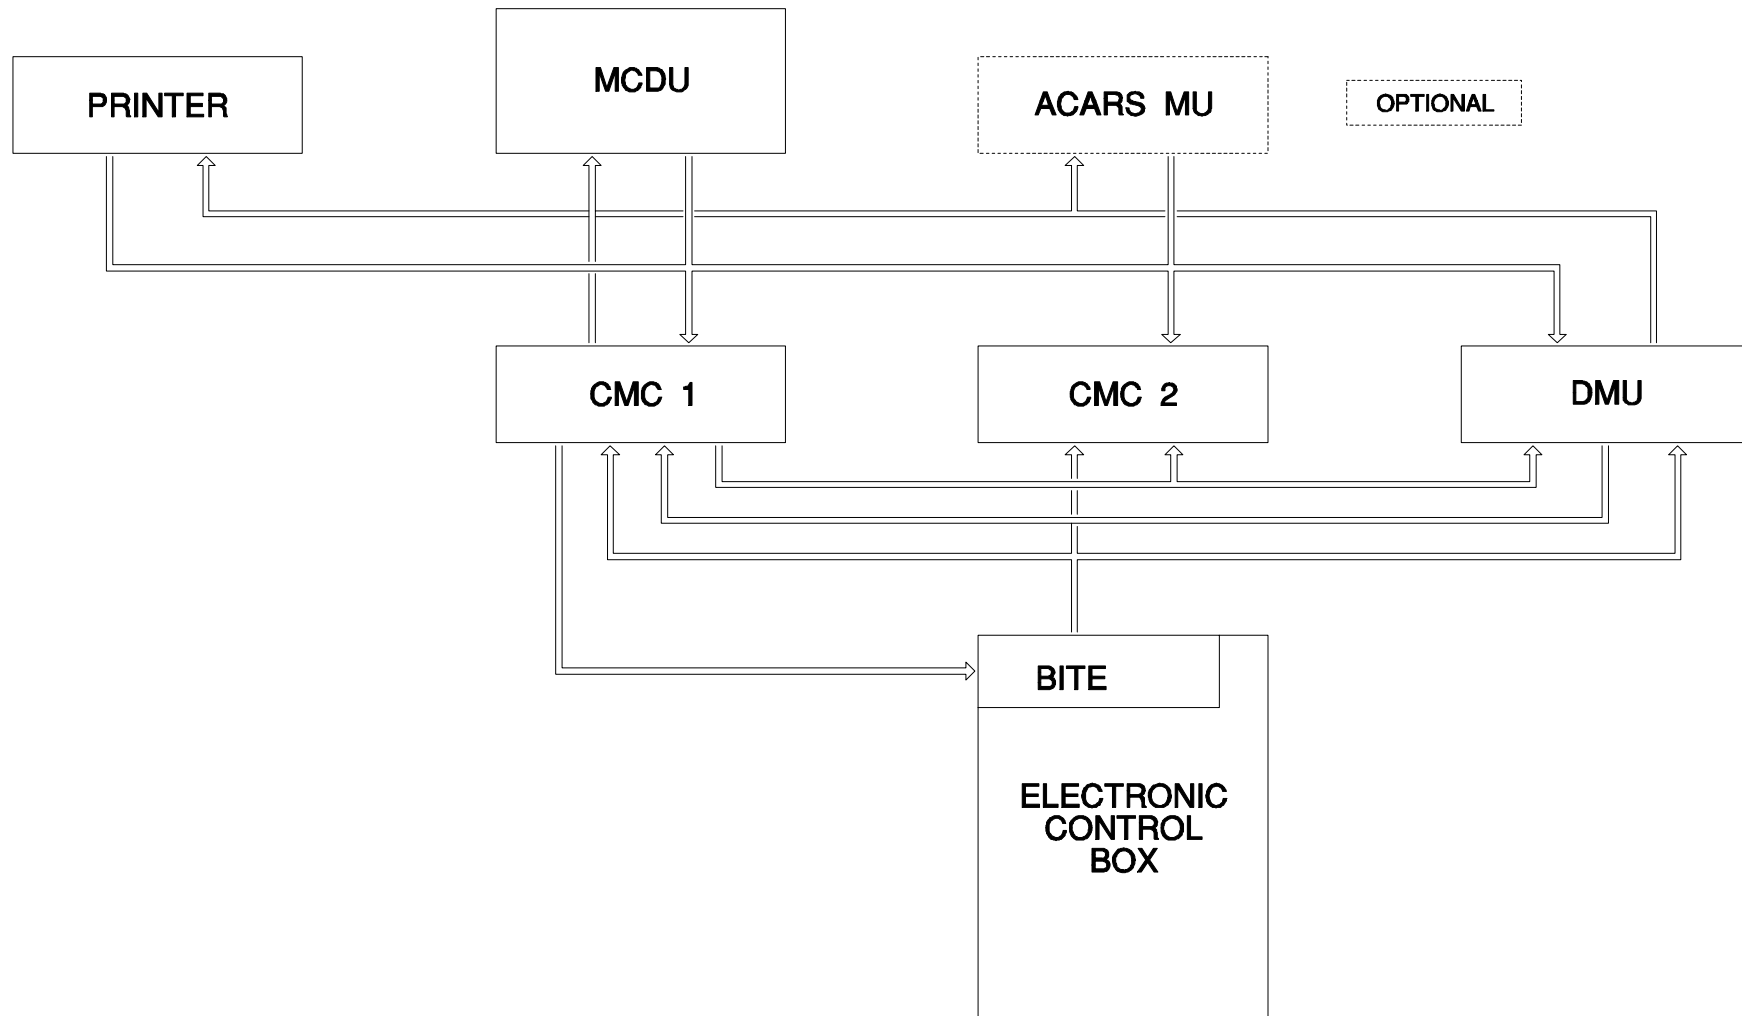 PRINTER
MCDU
ACARS MU
OPTIONAL
CMC 1
CMC 2
DMU
BITE
ELECTRONIC
CONTROL
BOX